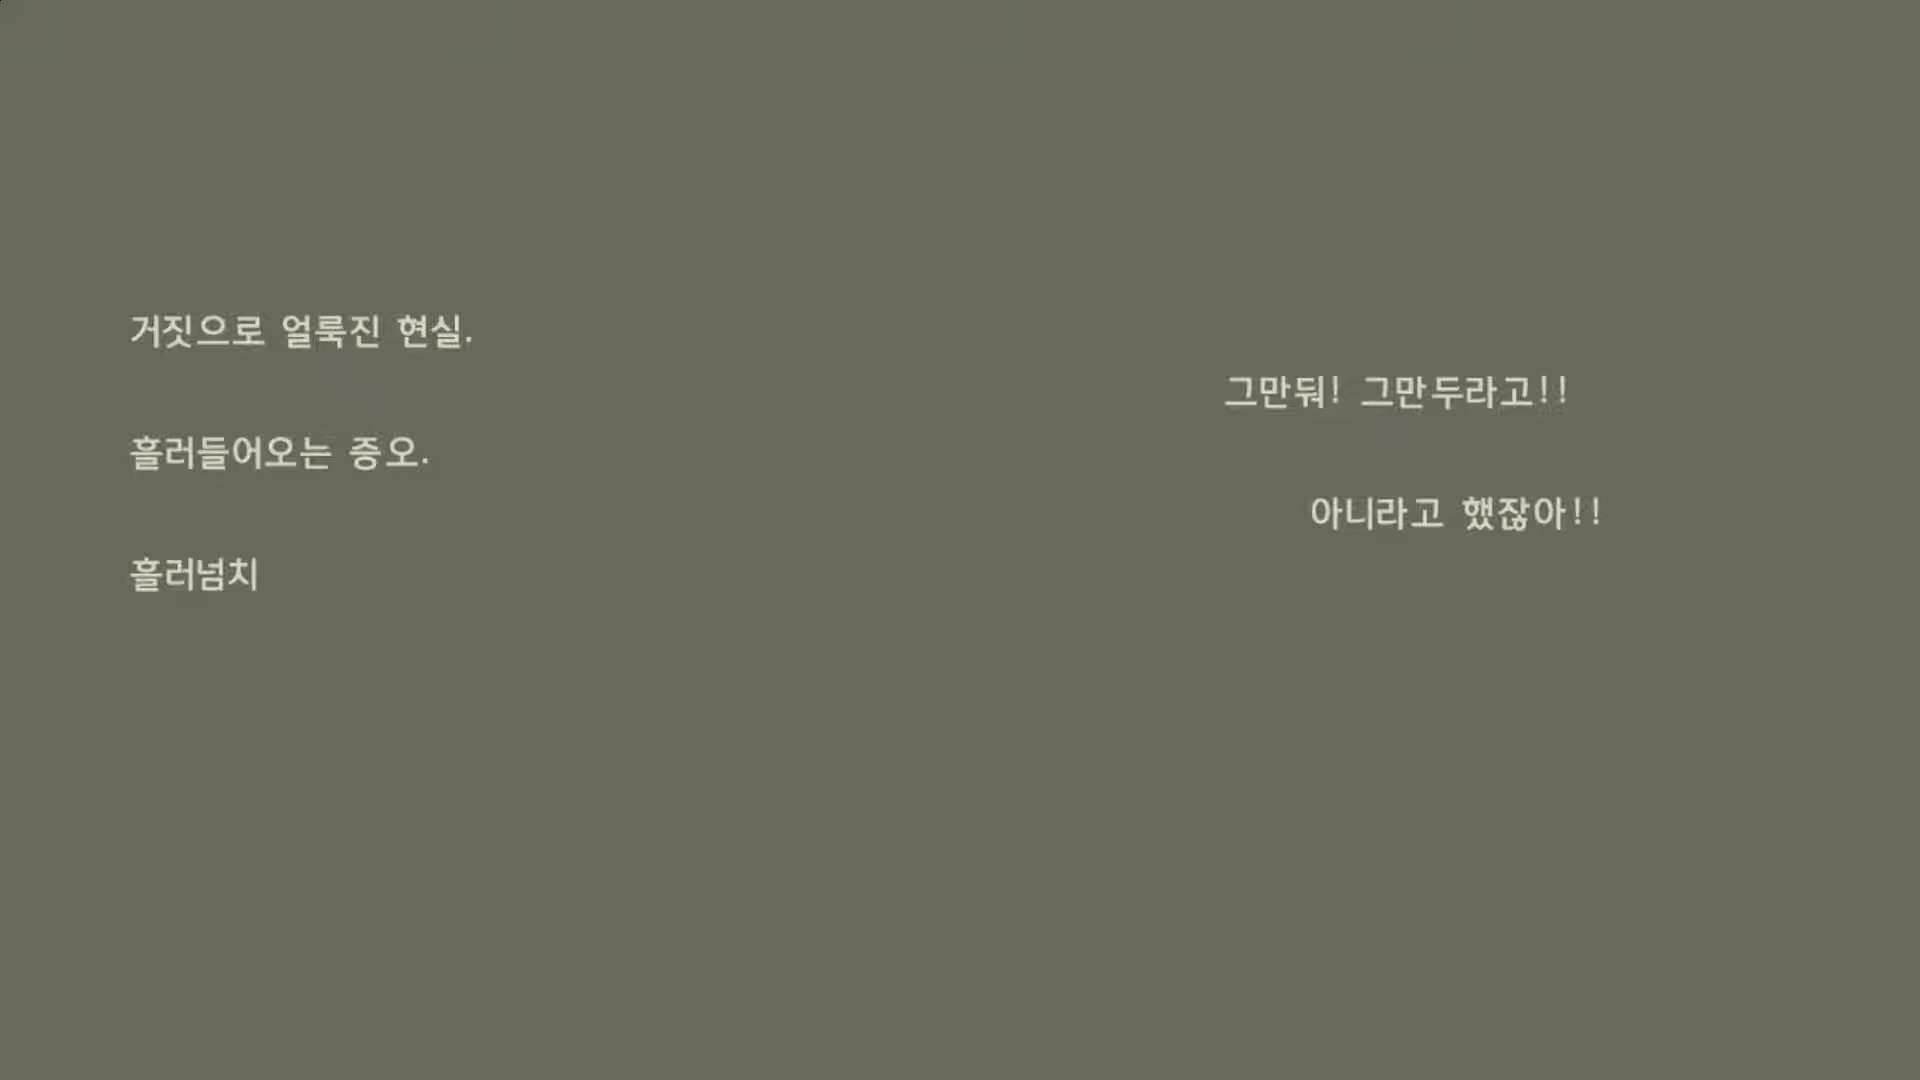 거짓으로 얼룩진 현실.
그만둬! 그만두라고!!
흘러들어오는 증오.
아니라고 했잖아!!
흘러넘치